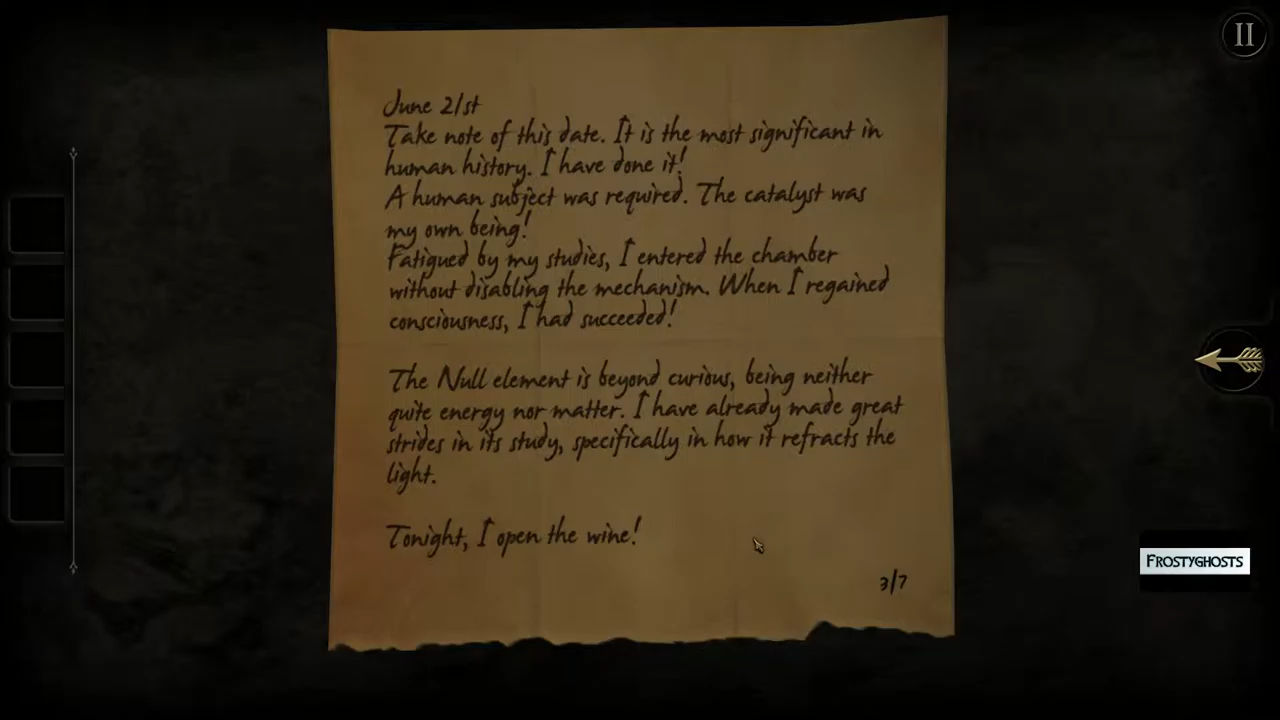 June 21st
Take note of this date. It is the most significant in
human history. I have done it!
A human subject was required. The catalyst was
my own being!
Fatigued by my studies, I entered the chamber
without disabling the mechanism. When I regained
consciousness, I had succeeded!
The Null element is beyond curious, being neither
quite energy nor matter. I have already made great
strides in its study, specifically in how it refracts the
light.
Tonight, I open the wine!
3/7
FROSTYGHOSTS